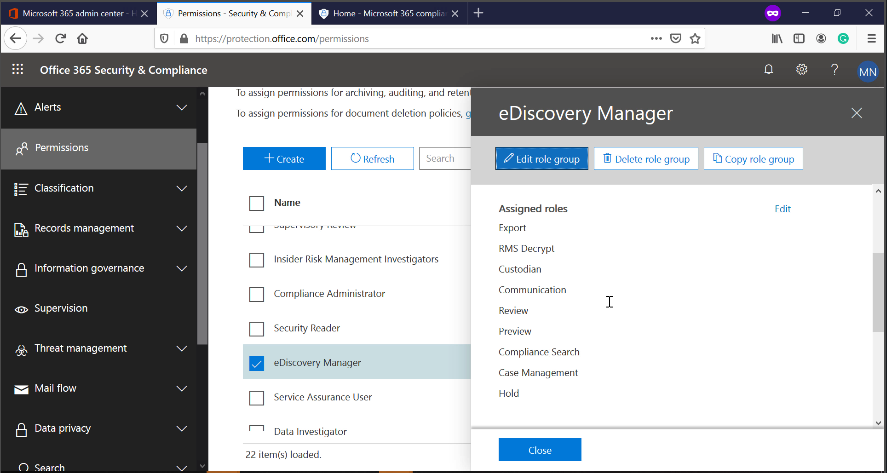 Microsoft 365 admin center - H
Permissions - Security & Compl
Home - Microsoft 365 complian
https://protection.office.com/permissions
Office 365 Security & Compliance
MN
Alerts
Permissions
Classification
Records management
Information governance
Supervision
Threat management
Mail flow
Data privacy
Search
To assign permissions for archiving, auditing, and reten
To assign permissions for document deletion policies, g
Create
Refresh
Search
Name
Supervisory Review
Insider Risk Management Investigators
Compliance Administrator
Security Reader
eDiscovery Manager
Service Assurance User
Data Investigator
22 item(s) loaded.
eDiscovery Manager
Edit role group
Delete role group
Copy role group
Assigned roles
Edit
Export
RMS Decrypt
Custodian
Communication
Review
Preview
Compliance Search
Case Management
Hold
Close